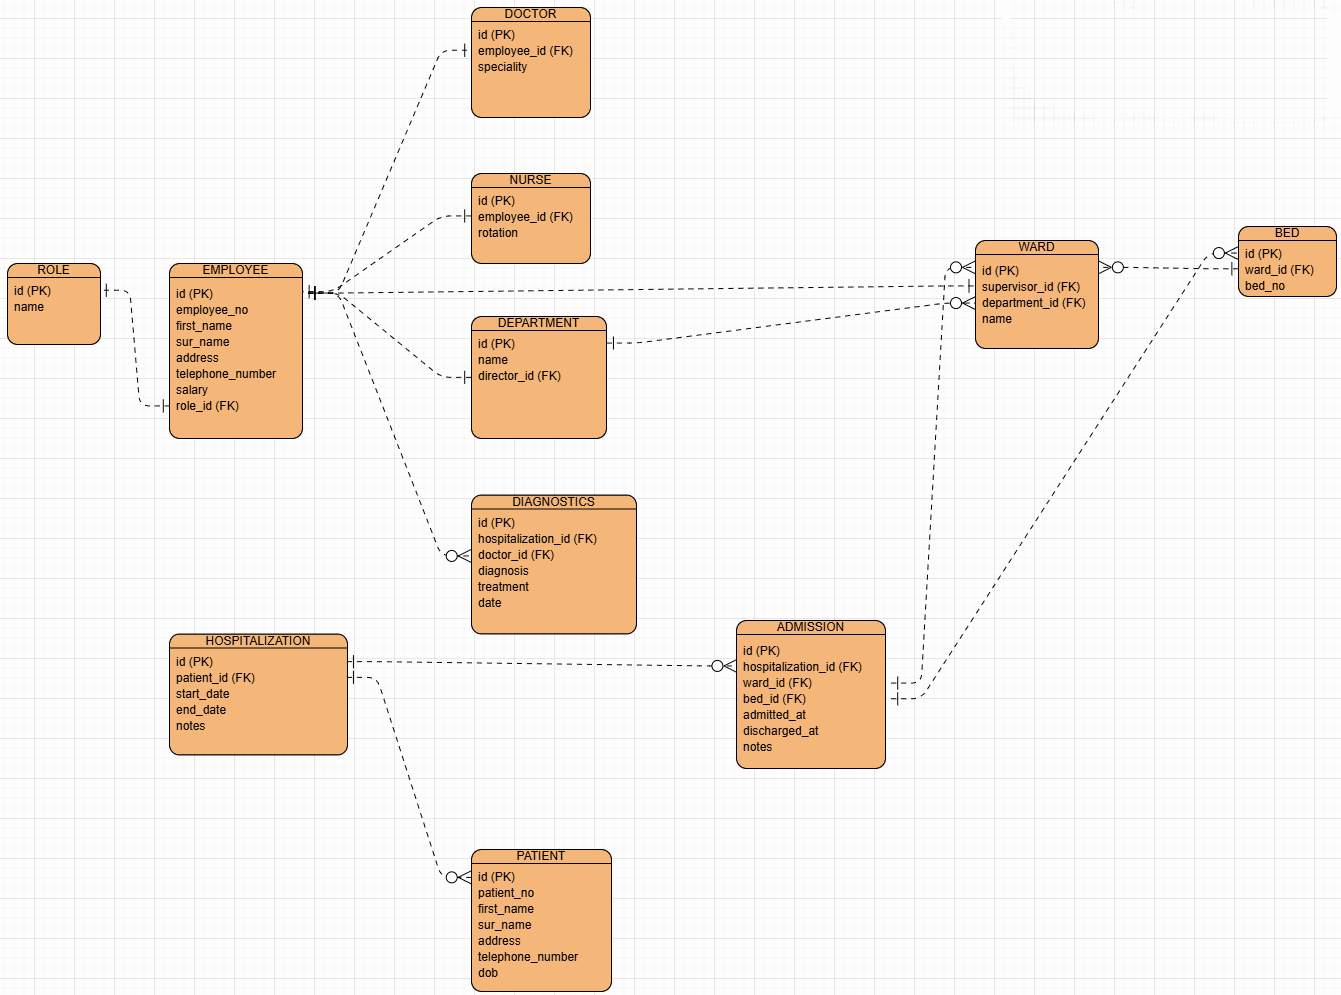 DOCTOR
id (PK)
employee_id (FK)
speciality
NURSE
id (PK)
employee_id (FK)
rotation
ROLE
id (PK)
name
EMPLOYEE
id (PK)
employee_no
first_name
sur_name
address
telephone_number
salary
role_id (FK)
DEPARTMENT
id (PK)
name
director_id (FK)
WARD
id (PK)
supervisor_id (FK)
department_id (FK)
name
BED
id (PK)
ward_id (FK)
bed_no
DIAGNOSTICS
id (PK)
hospitalization_id (FK)
doctor_id (FK)
diagnosis
treatment
date
HOSPITALIZATION
id (PK)
patient_id (FK)
start_date
end_date
notes
ADMISSION
id (PK)
hospitalization_id (FK)
ward_id (FK)
bed_id (FK)
admitted_at
discharged_at
notes
PATIENT
id (PK)
patient_no
first_name
sur_name
address
telephone_number
dob